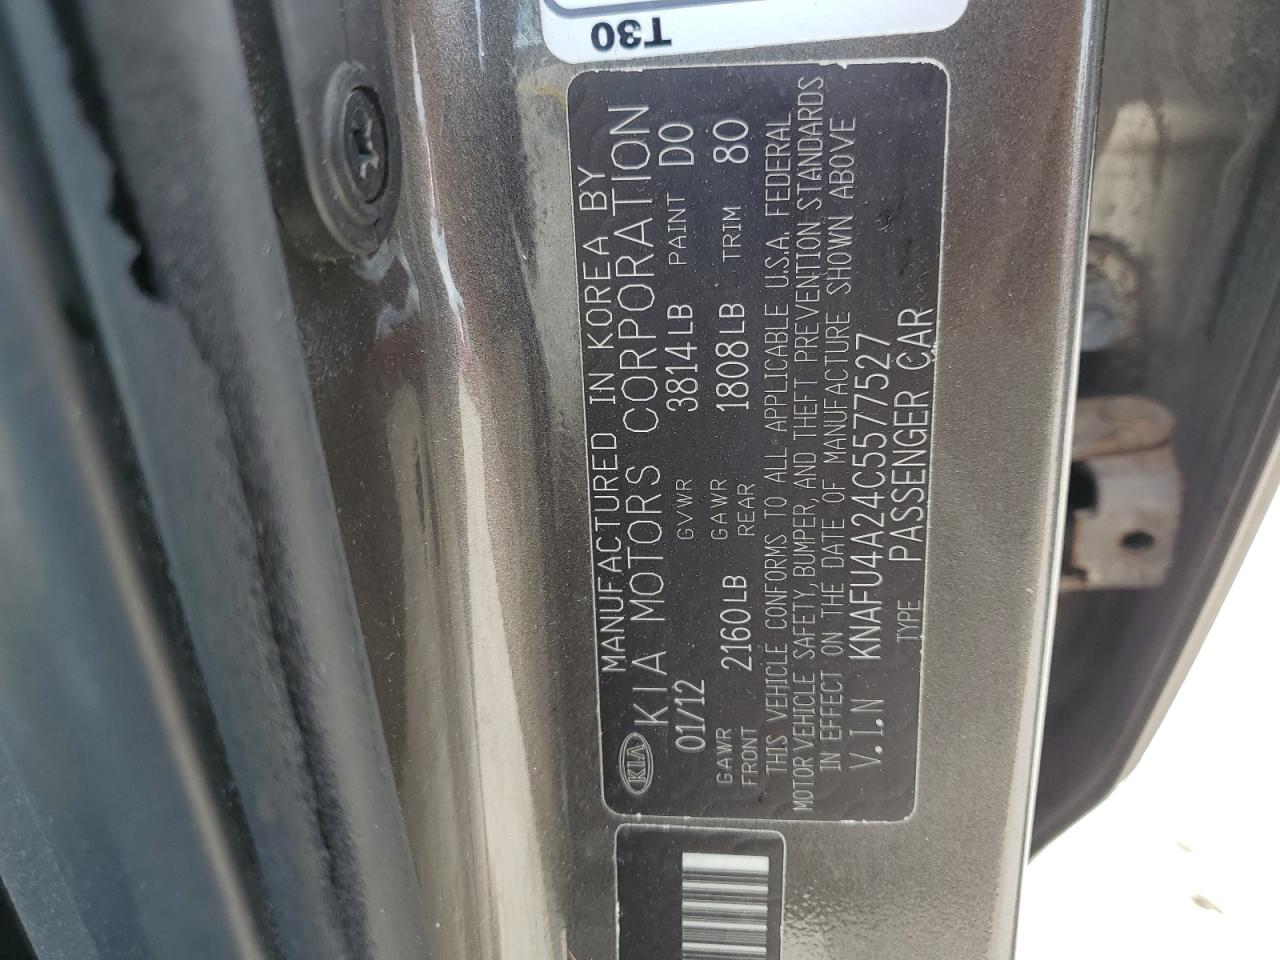 T30
MANUFACTURED IN KOREA BY
KIA KIA MOTORS CORPORATION
01/12 GVWR 3814LB PAINT D0
GAWR FRONT 2160LB GAWR REAR 1808LB TRIM 80
THIS VEHICLE CONFORMS TO ALL APPLICABLE U.S.A. FEDERAL
MOTOR VEHICLE SAFETY, BUMPER, AND THEFT PREVENTION STANDARDS
IN EFFECT ON THE DATE OF MANUFACTURE SHOWN ABOVE
V.I.N KNAFU4A24C5577527
TYPE PASSENGER CAR